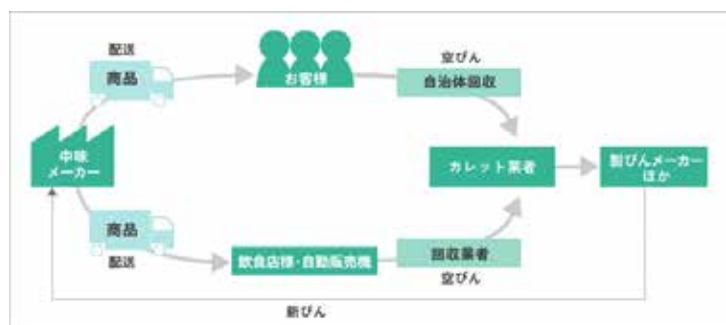 配送
商品
お客様
空びん
自治体回収
中味
メーカー
カレット業者
製びんメーカー
ほか
商品
配送
飲食店様・自動販売機
回収業者
空びん
新びん